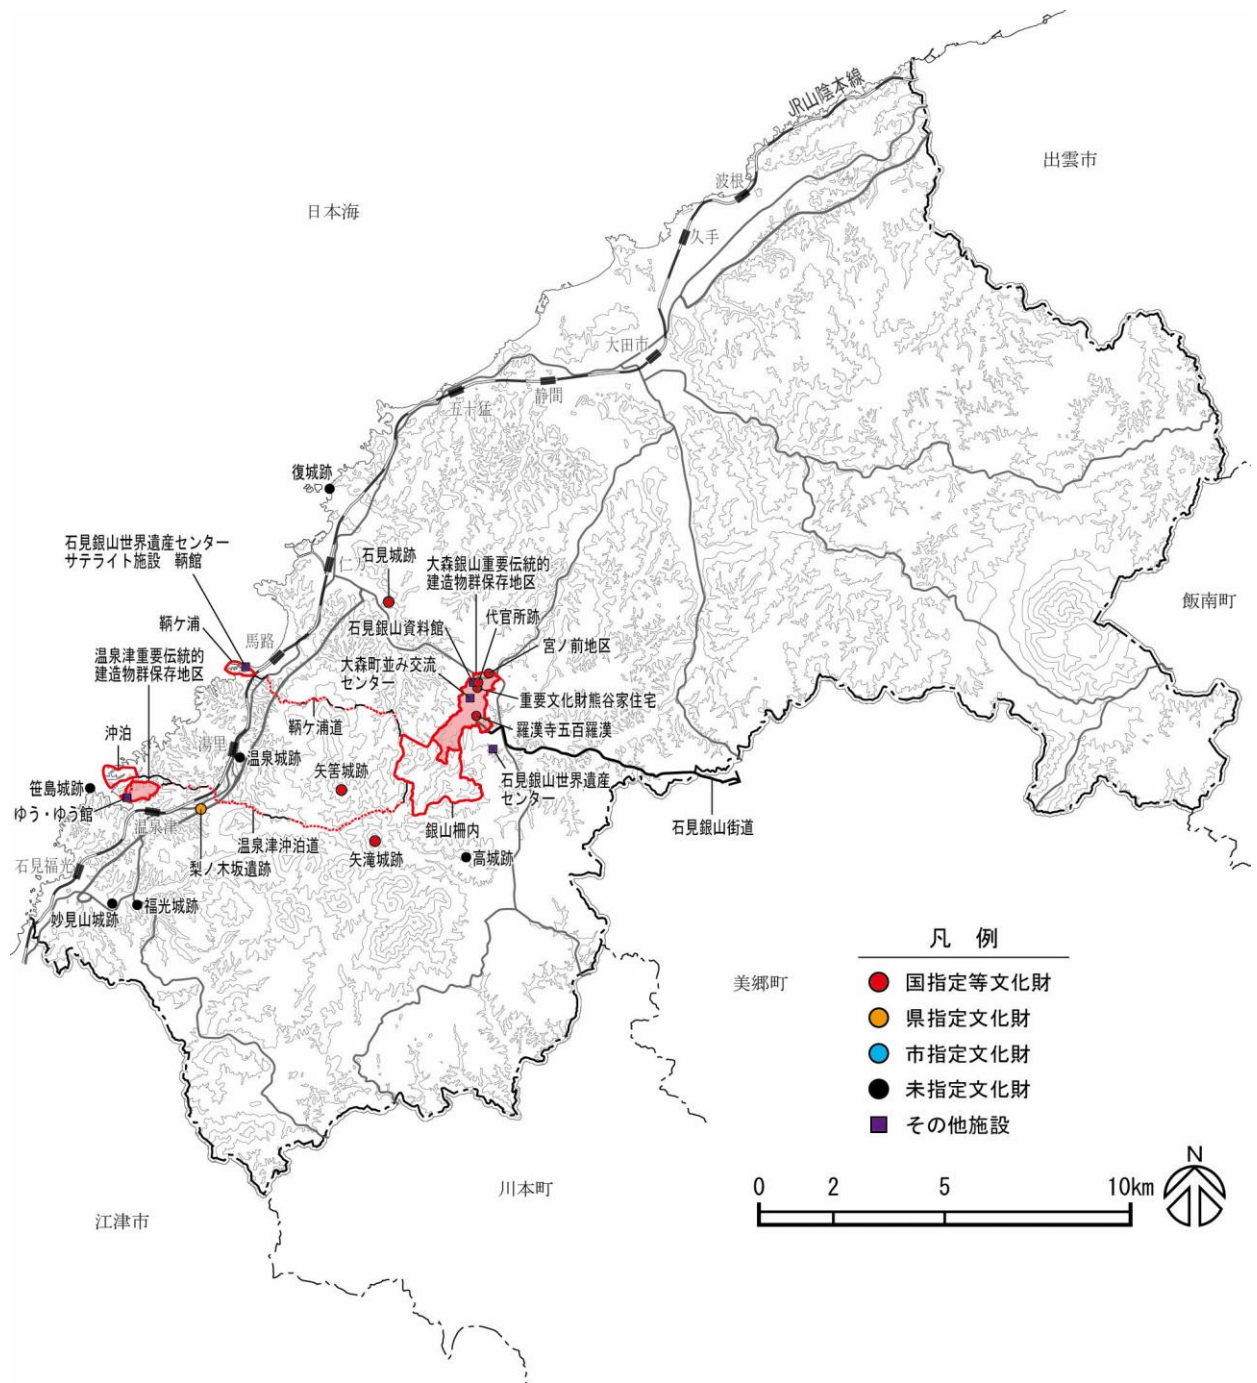 JR山陰本線
出雲市
波根
日本海
久手
大田市
静間
五十猛
復城跡
石見銀山世界遺産センター
サテライト施設　鞆館
石見城跡
大森銀山重要伝統的
建造物群保存地区
仁万
飯南町
代官所跡
石見銀山資料館
鞆ケ浦
馬路
宮ノ前地区
温泉津重要伝統的
建造物群保存地区
大森町並み交流
センター
重要文化財熊谷家住宅
鞆ケ浦道
羅漢寺五百羅漢
沖泊
湯里
温泉城跡
矢筈城跡
石見銀山世界遺産
センター
笹島城跡
ゆう・ゆう館
温泉津
銀山柵内
石見銀山街道
温泉津沖泊道
石見福光
梨ノ木坂遺跡
矢滝城跡
高城跡
妙見山城跡
福光城跡
凡　例
国指定等文化財
県指定文化財
市指定文化財
未指定文化財
その他施設
美郷町
N
0 2 5 10km
川本町
江津市